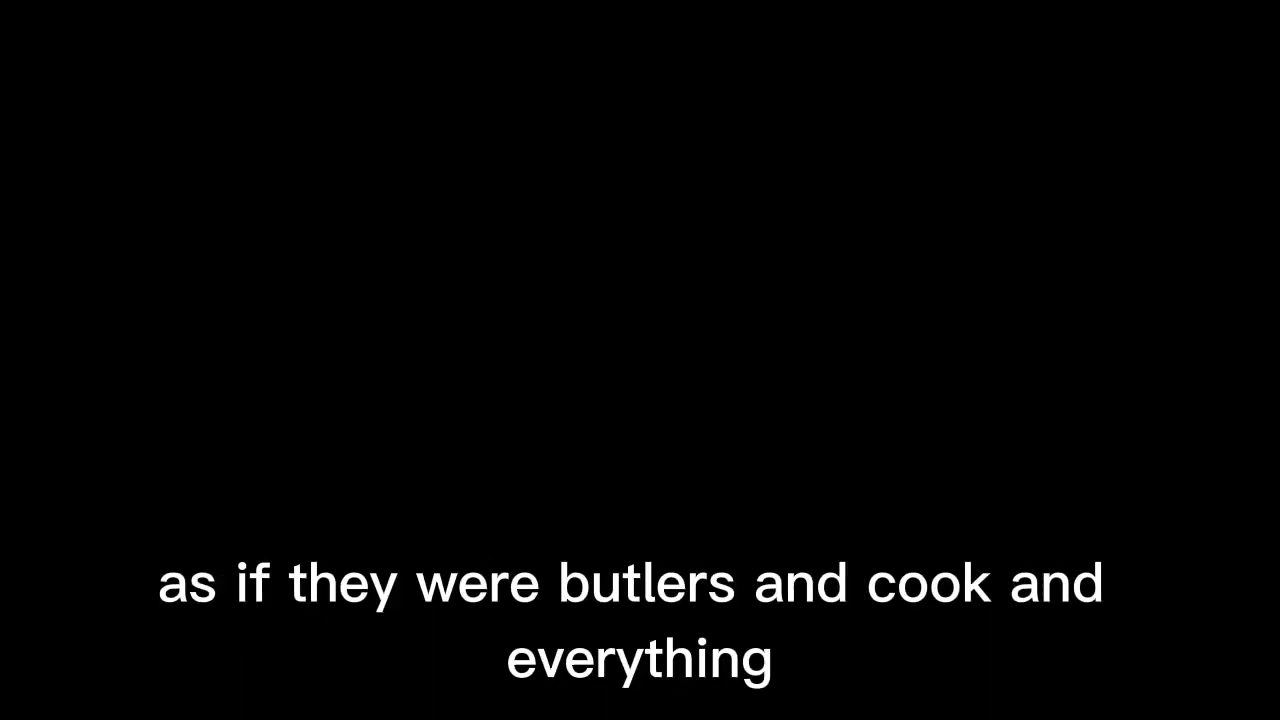 as if they were butlers and cook and
everything